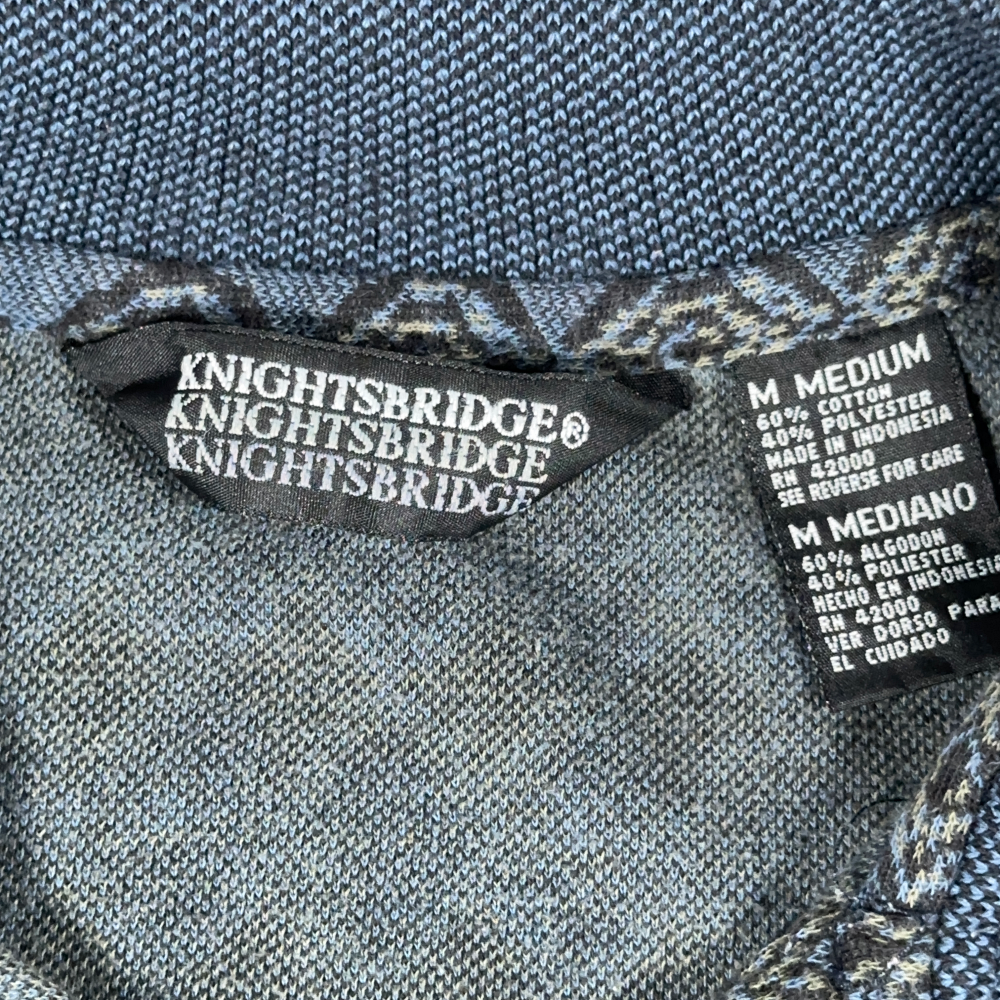 KNIGHTSBRIDGE®
KNIGHTSBRIDGE
KNIGHTSBRIDGE
M MEDIUM
60% COTTON
40% POLYESTER
MADE IN INDONESIA
RN 42000
SEE REVERSE FOR CARE
M MEDIANO
60% ALGODON
40% POLIESTER
HECHO EN INDONESIA
RN 42000
VER DORSO PARA
EL CUIDADO